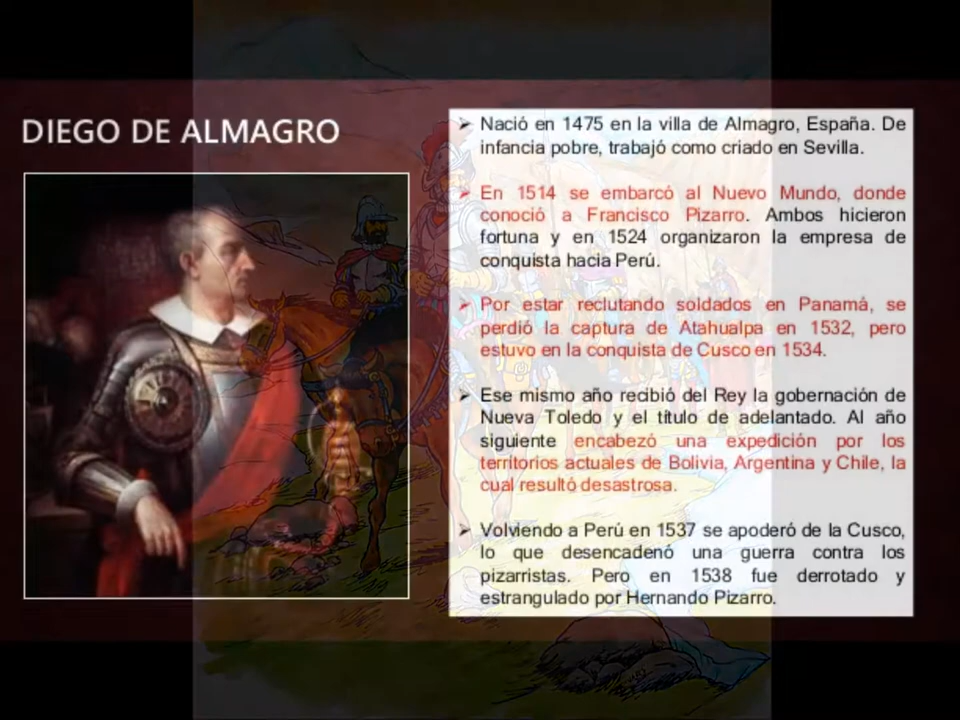 DIEGO DE ALMAGRO
➢ Nació en 1475 en la villa de Almagro, España. De
infancia pobre, trabajó como criado en Sevilla.
➢ En 1514 se embarcó al Nuevo Mundo, donde
conoció a Francisco Pizarro. Ambos hicieron
fortuna y en 1524 organizaron la empresa de
conquista hacia Perú.
➢ Por estar reclutando soldados en Panamá, se
perdió la captura de Atahualpa en 1532, pero
estuvo en la conquista de Cusco en 1534.
➢ Ese mismo año recibió del Rey la gobernación de
Nueva Toledo y el título de adelantado. Al año
siguiente encabezó una expedición por los
territorios actuales de Bolivia, Argentina y Chile, la
cual resultó desastrosa.
➢ Volviendo a Perú en 1537 se apoderó de la Cusco,
lo que desencadenó una guerra contra los
pizarristas. Pero en 1538 fue derrotado y
estrangulado por Hernando Pizarro.